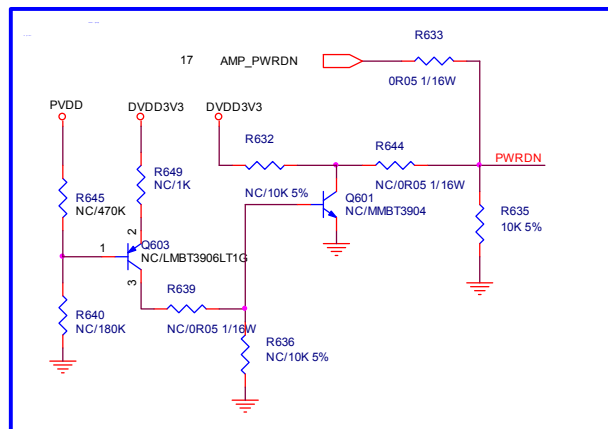 R633
17 AMP_PWRDN
0R05 1/16W
PVDD
DVDD3V3
DVDD3V3
R632
R644
PWRDN
R649
NC/1K
NC/10K 5%
NC/0R05 1/16W
R645
NC/470K
Q601
NC/MMBT3904
R635
10K 5%
2
Q603
1
NC/LMBT3906LT1G
3
R639
R640
NC/180K
NC/0R05 1/16W
R636
NC/10K 5%